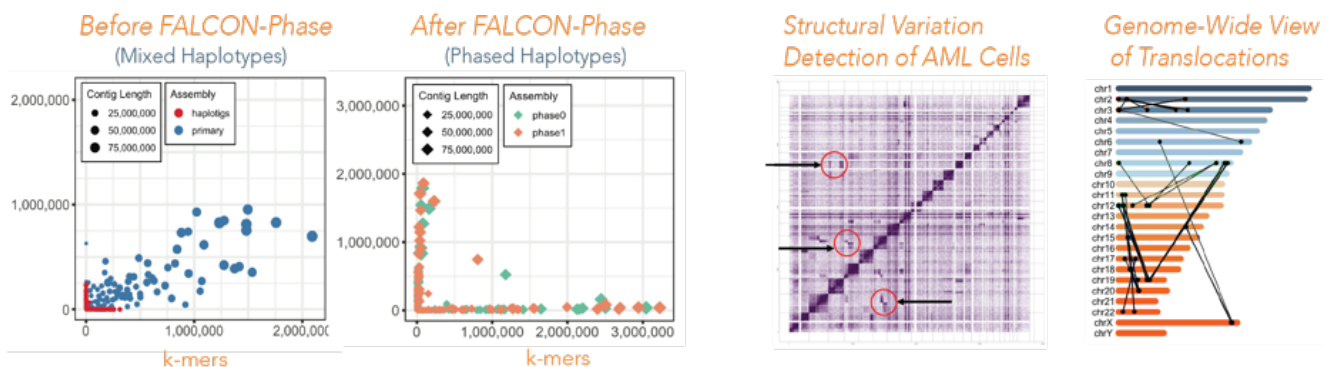 Before FALCON-Phase
(Mixed Haplotypes)
2,000,000
1,000,000
0
Contig Length
25,000,000
50,000,000
75,000,000
Assembly
haplotigs
primary
0
1,000,000
2,000,000
k-mers
After FALCON-Phase
(Phased Haplotypes)
3,000,000
2,000,000
1,000,000
0
Contig Length
25,000,000
50,000,000
75,000,000
Assembly
phase0
phase1
0
1,000,000
2,000,000
3,000,000
k-mers
Structural Variation
Detection of AML Cells
Genome-Wide View
of Translocations
chr1
chr2
chr3
chr4
chr5
chr6
chr7
chr8
chr9
chr10
chr11
chr12
chr13
chr14
chr15
chr16
chr17
chr18
chr19
chr20
chr21
chr22
chrX
chrY